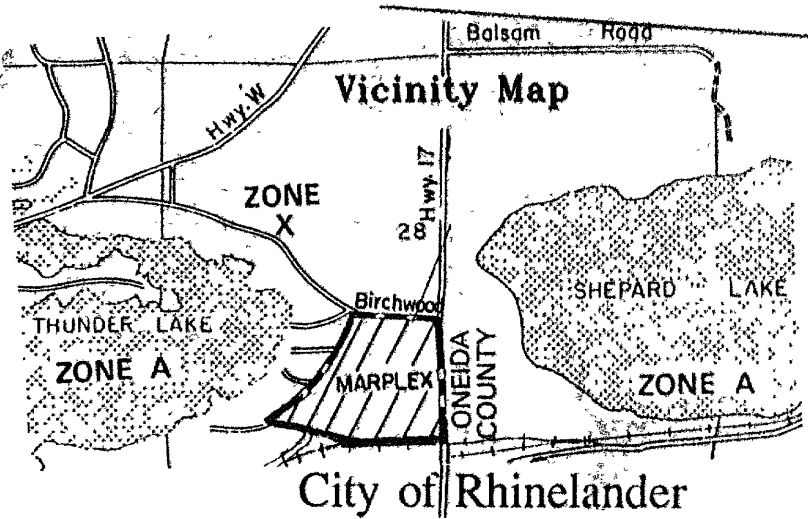 Balsam Road
Vicinity Map
Hwy. W
Hwy. 17
ZONE
X
28
Birchwood
THUNDER LAKE
ZONE A
MARPLEX
ONEIDA
COUNTY
SHEPARD LAKE
ZONE A
City of Rhinelander